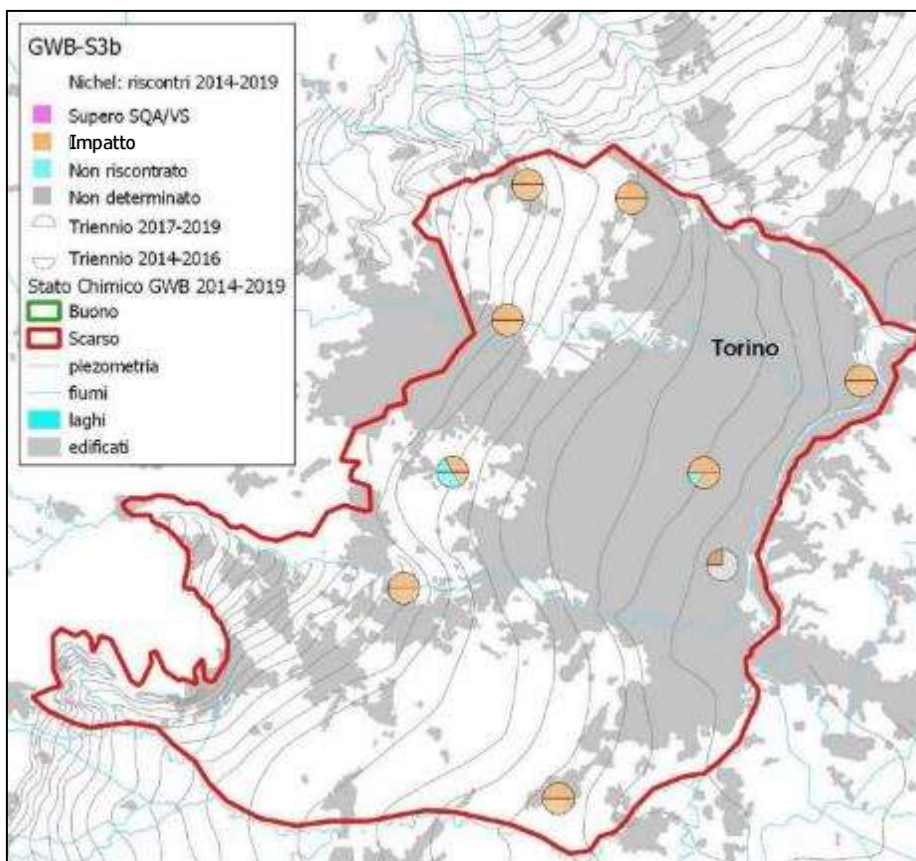 GWB-S3b
Nichel: riscontri 2014-2019
Supero SQA/VS
Impatto
Non riscontrato
Non determinato
Triennio 2017-2019
Triennio 2014-2016
Stato Chimico GWB 2014-2019
Buono
Scarso
piezometria
fiumi
laghi
edificati
Torino